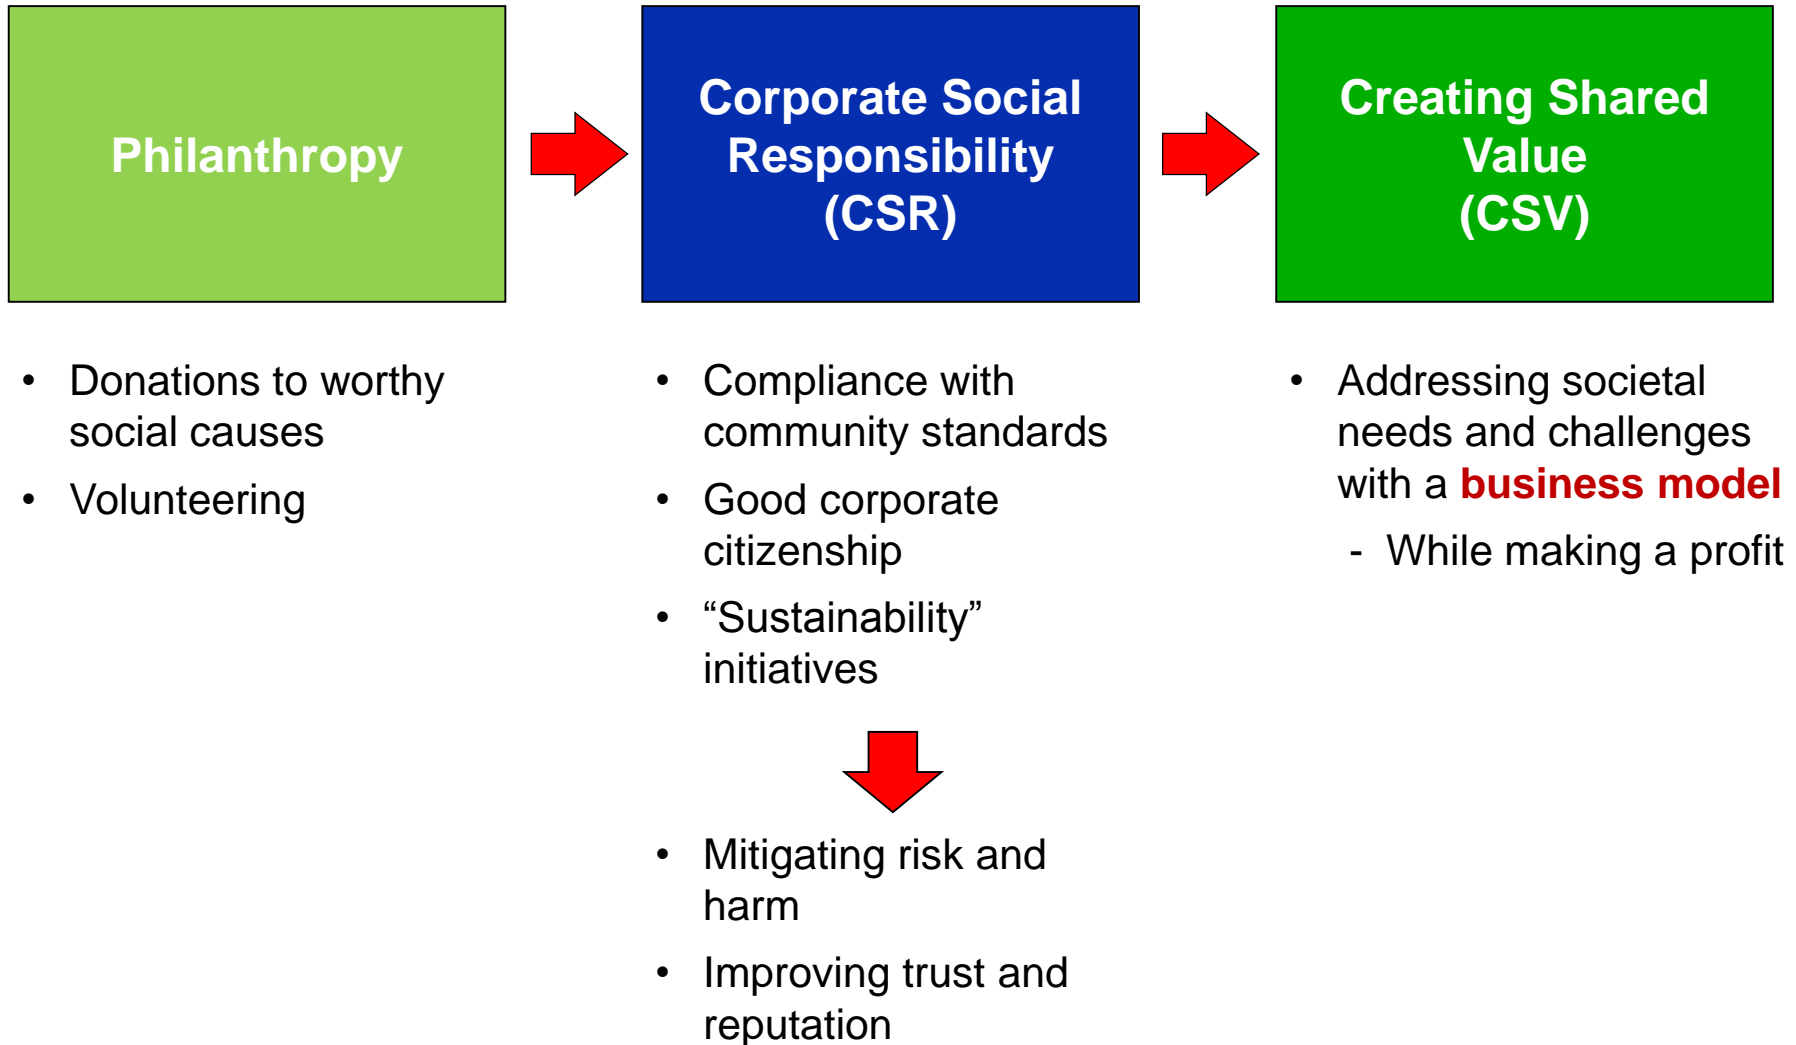 Philanthropy
Corporate Social
Responsibility
(CSR)
Creating Shared
Value
(CSV)
• Donations to worthy
social causes
• Volunteering
• Compliance with
community standards
• Good corporate
citizenship
• “Sustainability”
initiatives
• Mitigating risk and
harm
• Improving trust and
reputation
• Addressing societal
needs and challenges
with a business model
- While making a profit